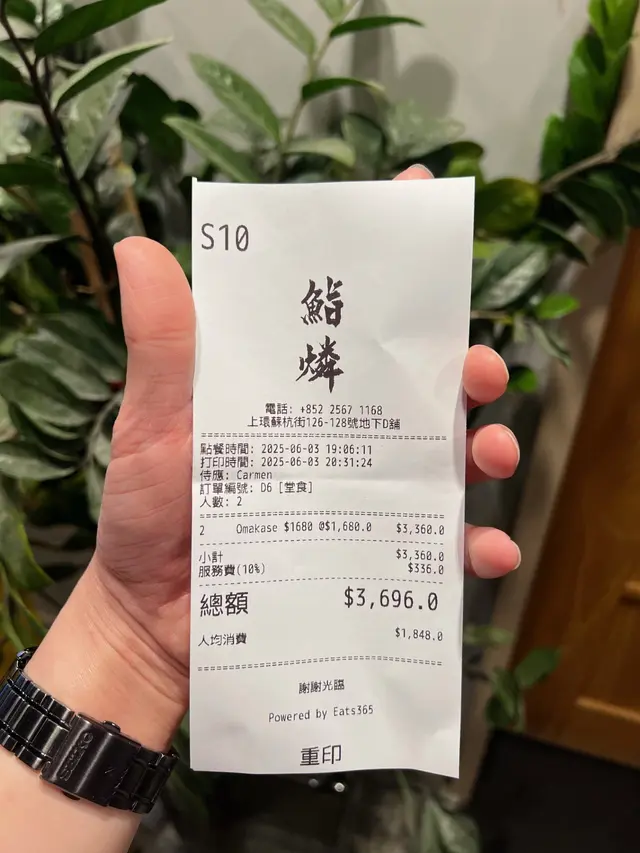 S10
鮨
燐
電話: +852 2567 1168
上環蘇杭街126-128號地下D舖
點餐時間: 2025-06-03 19:06:11
打印時間: 2025-06-03 20:31:24
侍應: Carmen
訂單編號: D6 [堂食]
人數: 2
2 Omakase $1680 @$1,680.0 $3,360.0
小計 $3,360.0
服務費(10%) $336.0
總額 $3,696.0
人均消費 $1,848.0
謝謝光臨
Powered by Eats365
重印
SEIKO